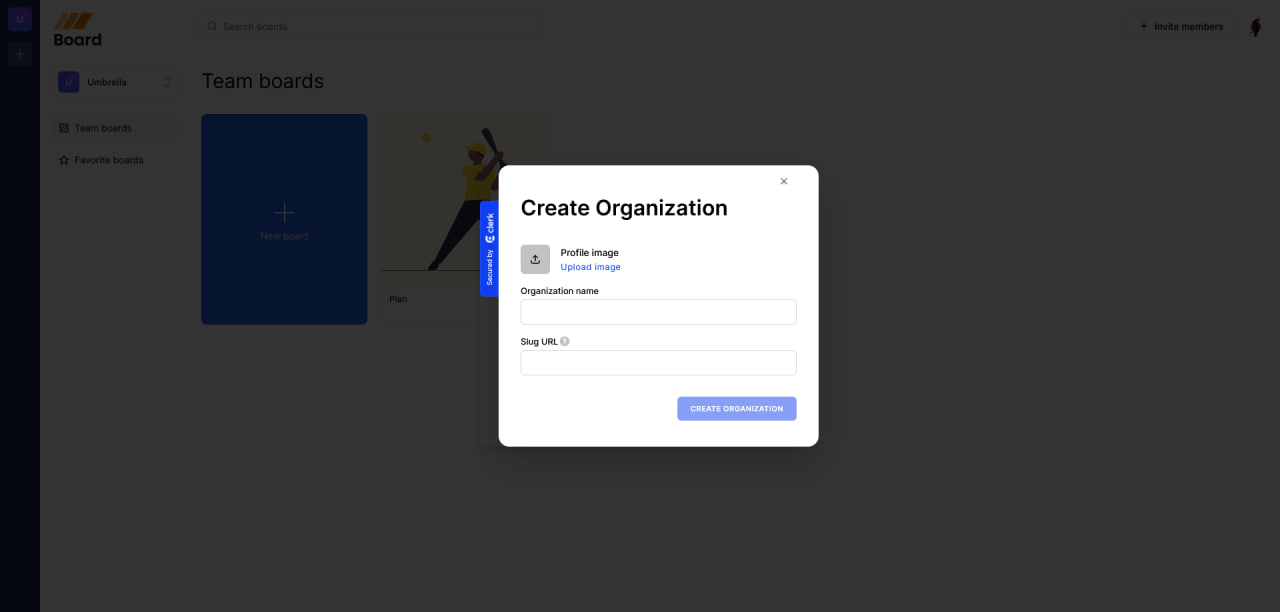 U
Board
Search boards
Invite members
U
Umbrella
Team boards
Team boards
Favorite boards
New board
Plan
Secured by clerk
Create Organization
Profile image
Upload image
Organization name
Slug URL ?
CREATE ORGANIZATION